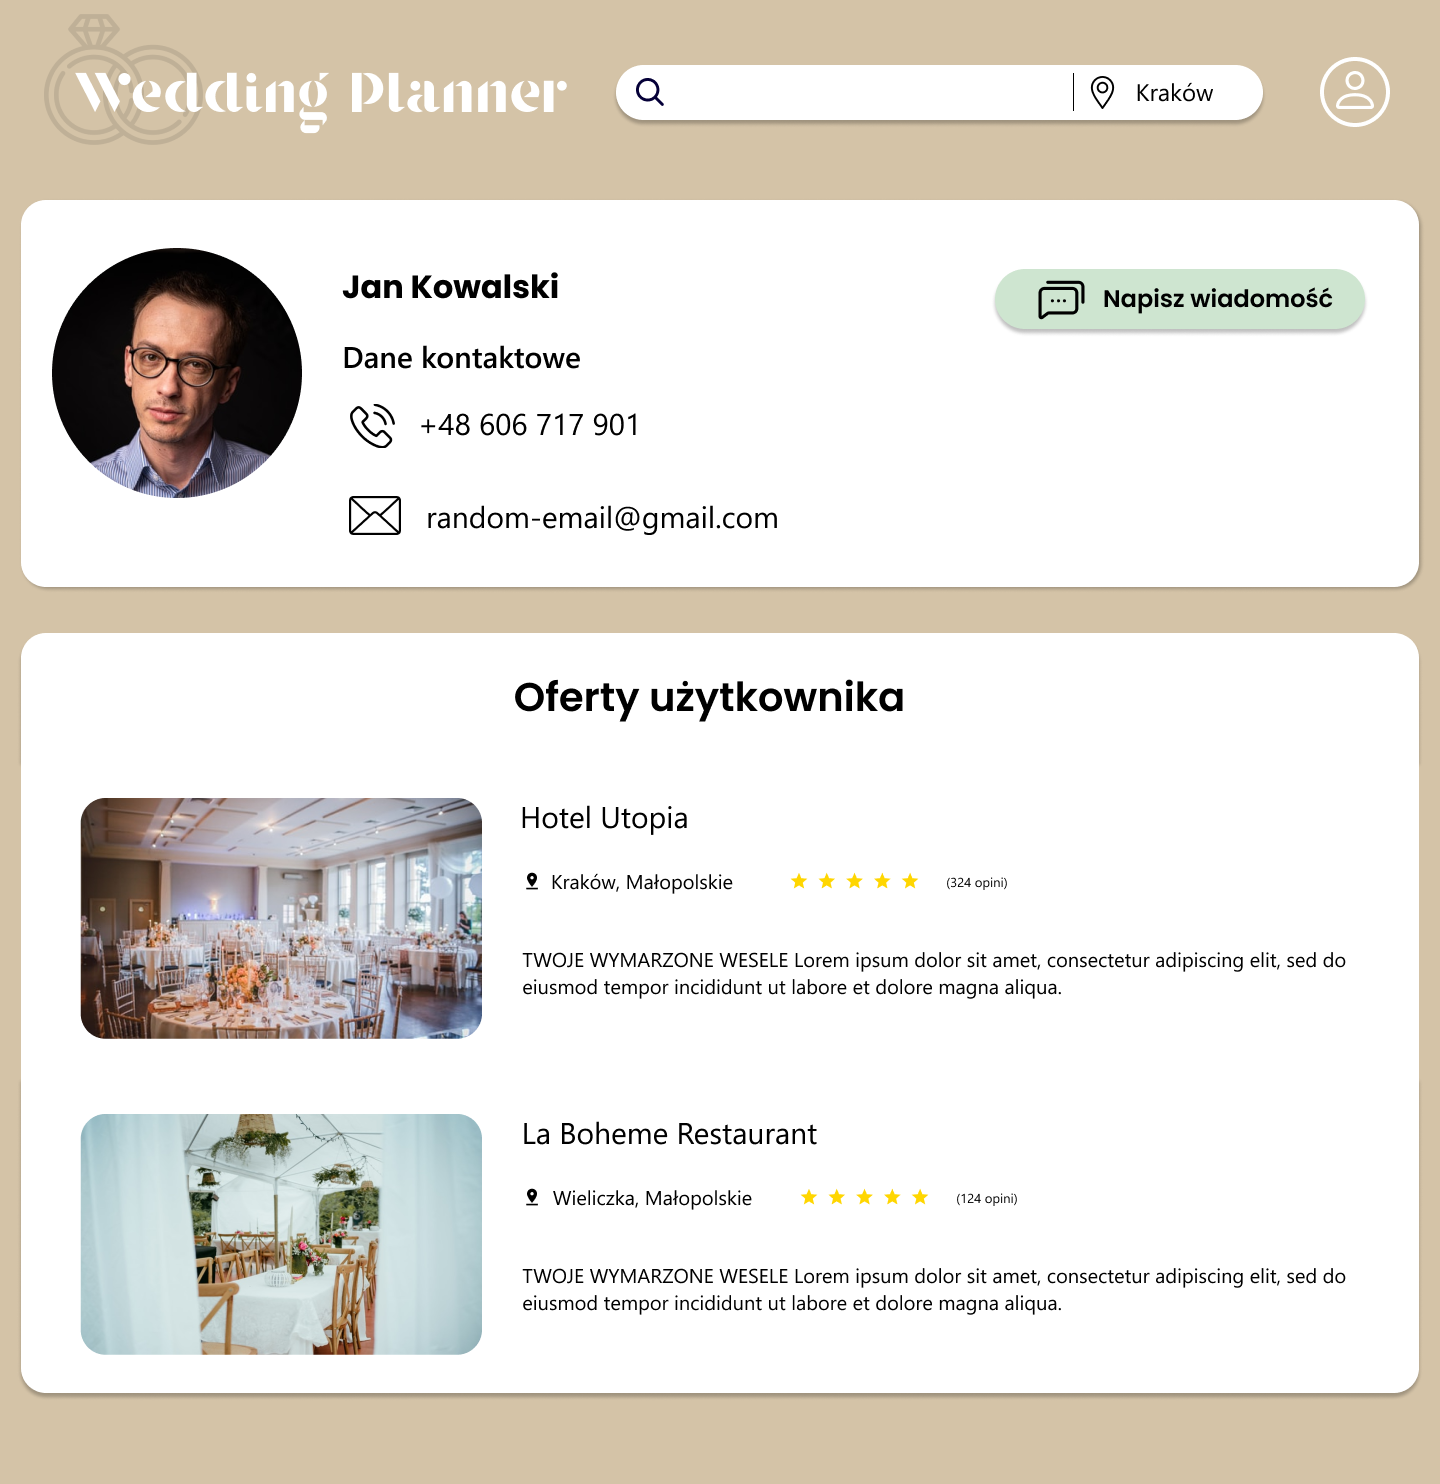 Wedding Planner
Kraków
Jan Kowalski
Napisz wiadomość
Dane kontaktowe
+48 606 717 901
random-email@gmail.com
Oferty użytkownika
Hotel Utopia
Kraków, Małopolskie
(324 opini)
TWOJE WYMARZONE WESELE Lorem ipsum dolor sit amet, consectetur adipiscing elit, sed do
eiusmod tempor incididunt ut labore et dolore magna aliqua.
La Boheme Restaurant
Wieliczka, Małopolskie
(124 opini)
TWOJE WYMARZONE WESELE Lorem ipsum dolor sit amet, consectetur adipiscing elit, sed do
eiusmod tempor incididunt ut labore et dolore magna aliqua.